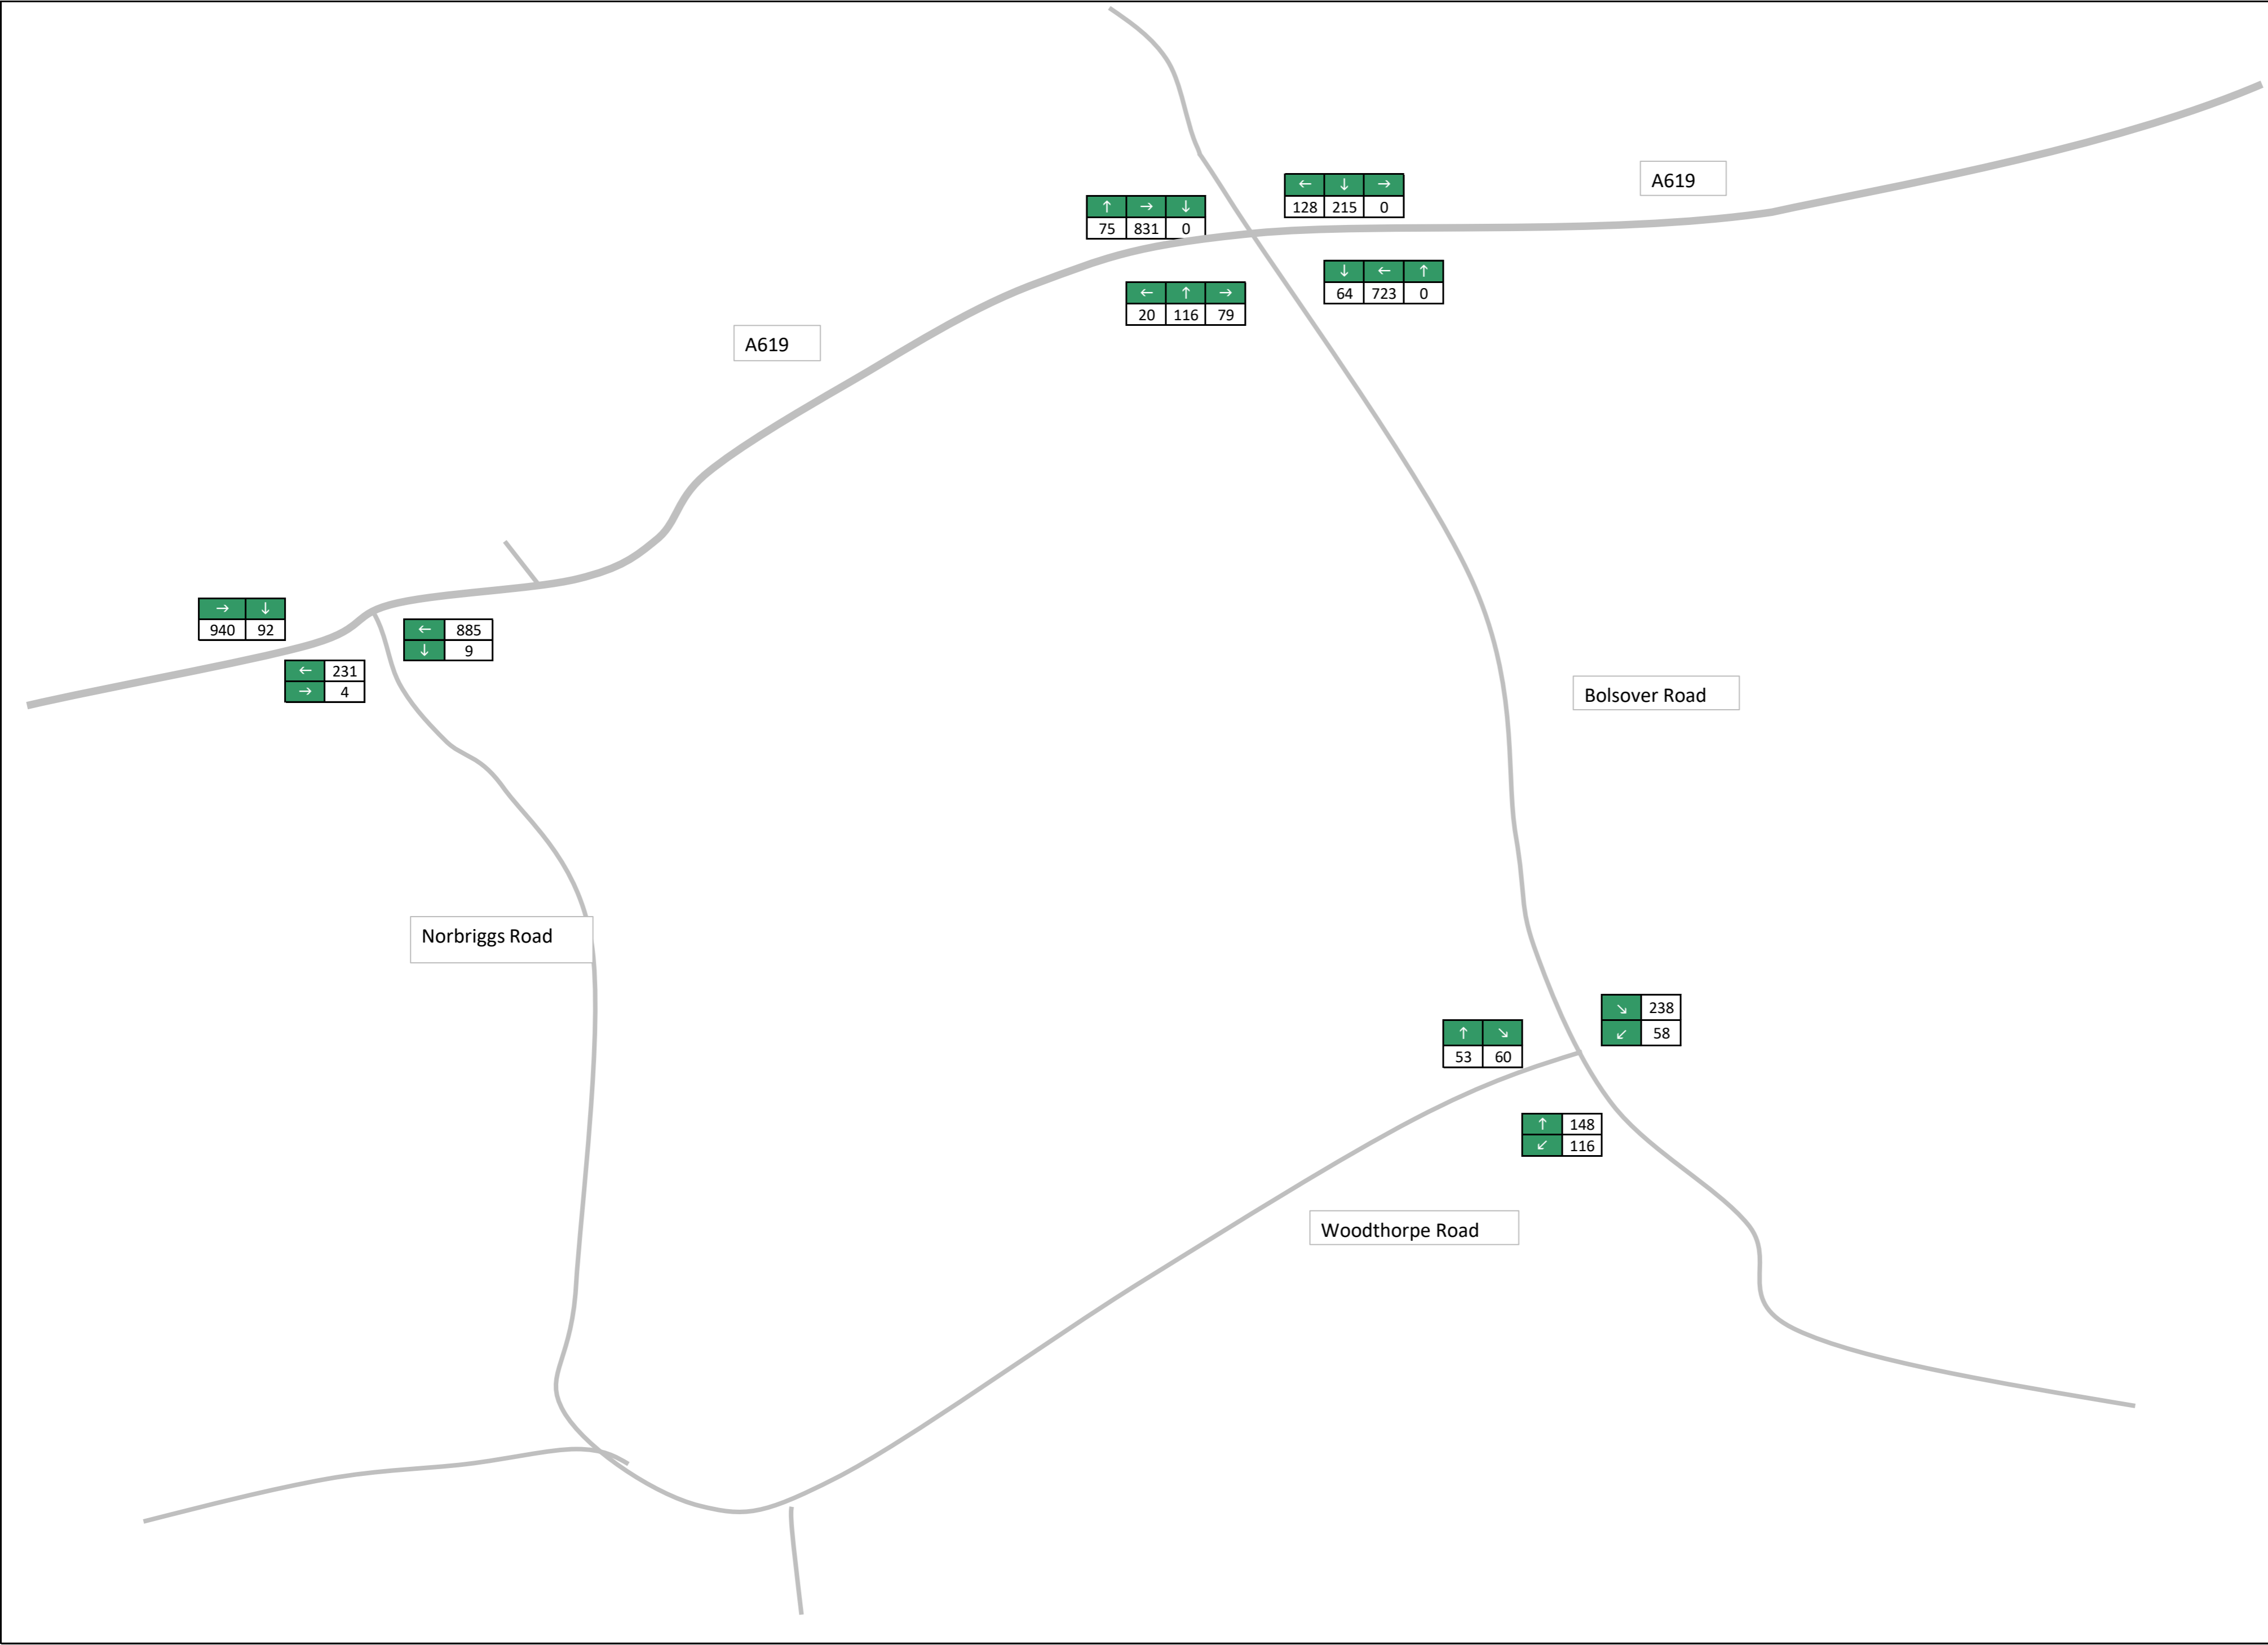 A619
← ↓ →
128 215 0
↑ → ↓
75 831 0
↓ ← ↑
64 723 0
← ↑ →
20 116 79
A619
→ ↓
940 92
← 885
↓ 9
← 231
→ 4
Bolsover Road
Norbriggs Road
↘ 238
↙ 58
↑ ↘
53 60
↑ 148
↙ 116
Woodthorpe Road